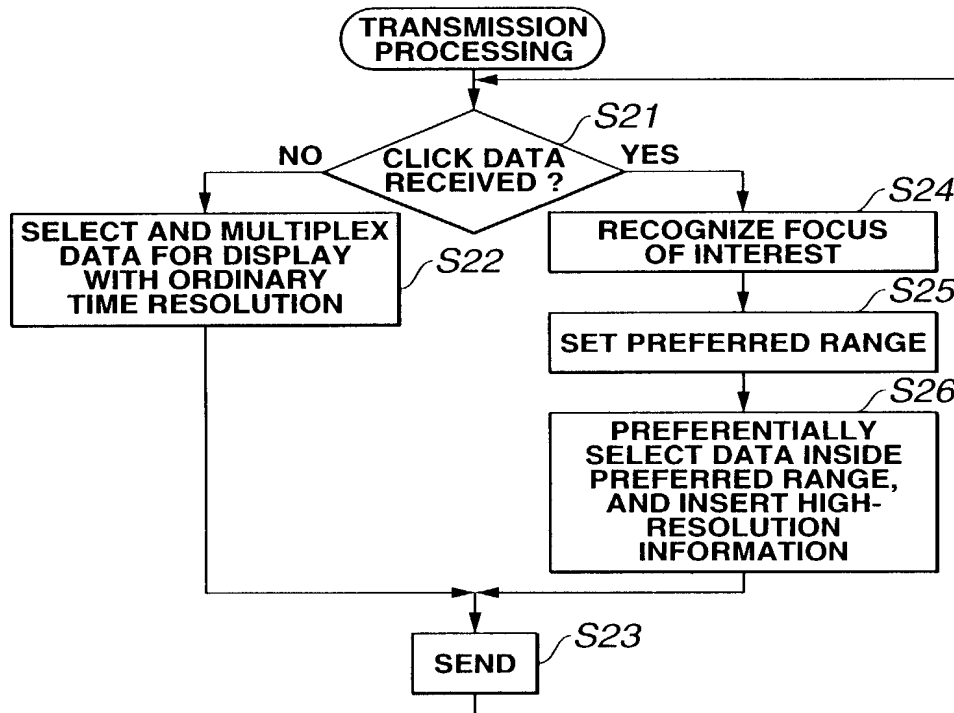 TRANSMISSION
PROCESSING
S21
CLICK DATA
RECEIVED ?
NO
YES
SELECT AND MULTIPLEX
DATA FOR DISPLAY
WITH ORDINARY
TIME RESOLUTION
S22
S24
RECOGNIZE FOCUS
OF INTEREST
S25
SET PREFERRED RANGE
S26
PREFERENTIALLY
SELECT DATA INSIDE
PREFERRED RANGE,
AND INSERT HIGH-
RESOLUTION
INFORMATION
S23
SEND